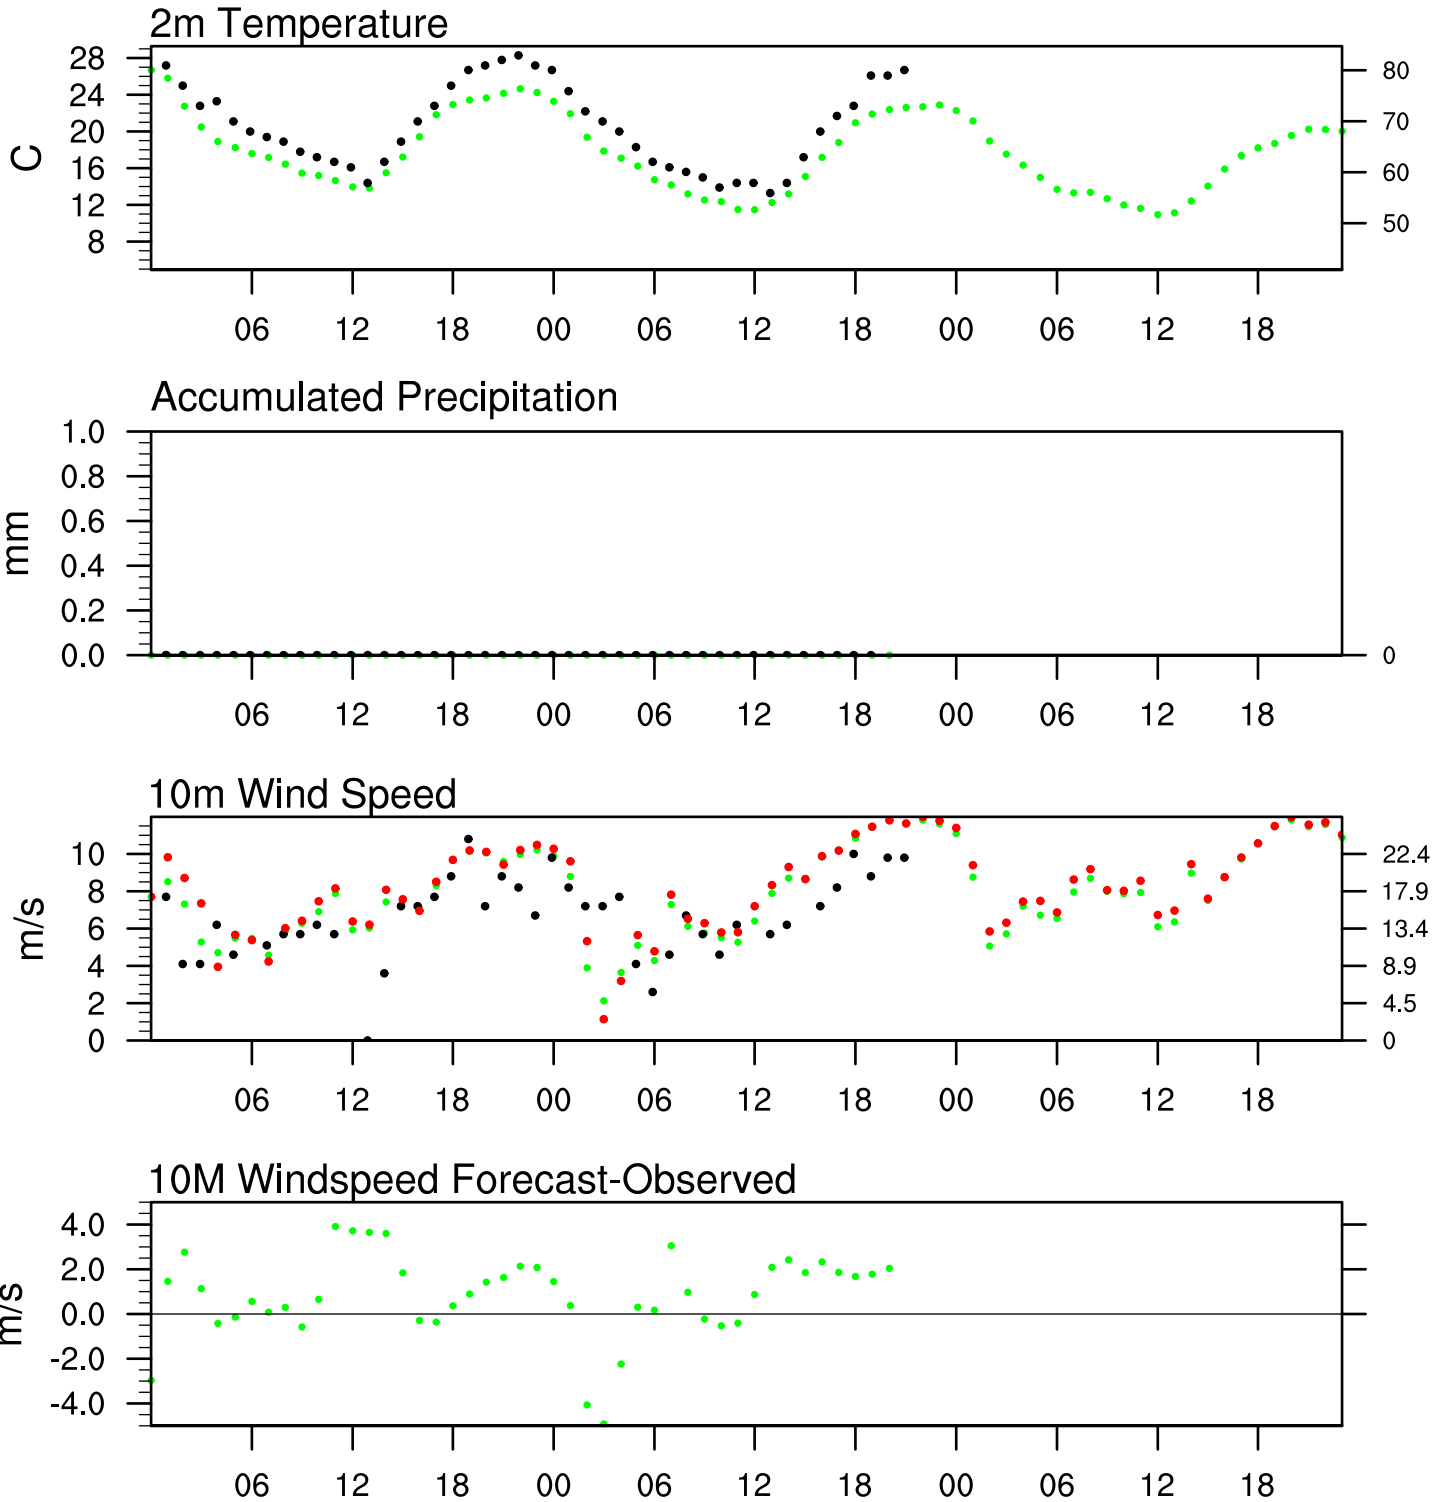 2m Temperature
28
24
20
16
12
8
C
80
70
60
50
06 12 18 00 06 12 18 00 06 12 18
Accumulated Precipitation
1.0
0.8
0.6
0.4
0.2
0.0
mm
0
06 12 18 00 06 12 18 00 06 12 18
10m Wind Speed
10
8
6
4
2
0
m/s
22.4
17.9
13.4
8.9
4.5
0
06 12 18 00 06 12 18 00 06 12 18
10M Windspeed Forecast-Observed
4.0
2.0
0.0
-2.0
-4.0
m/s
06 12 18 00 06 12 18 00 06 12 18